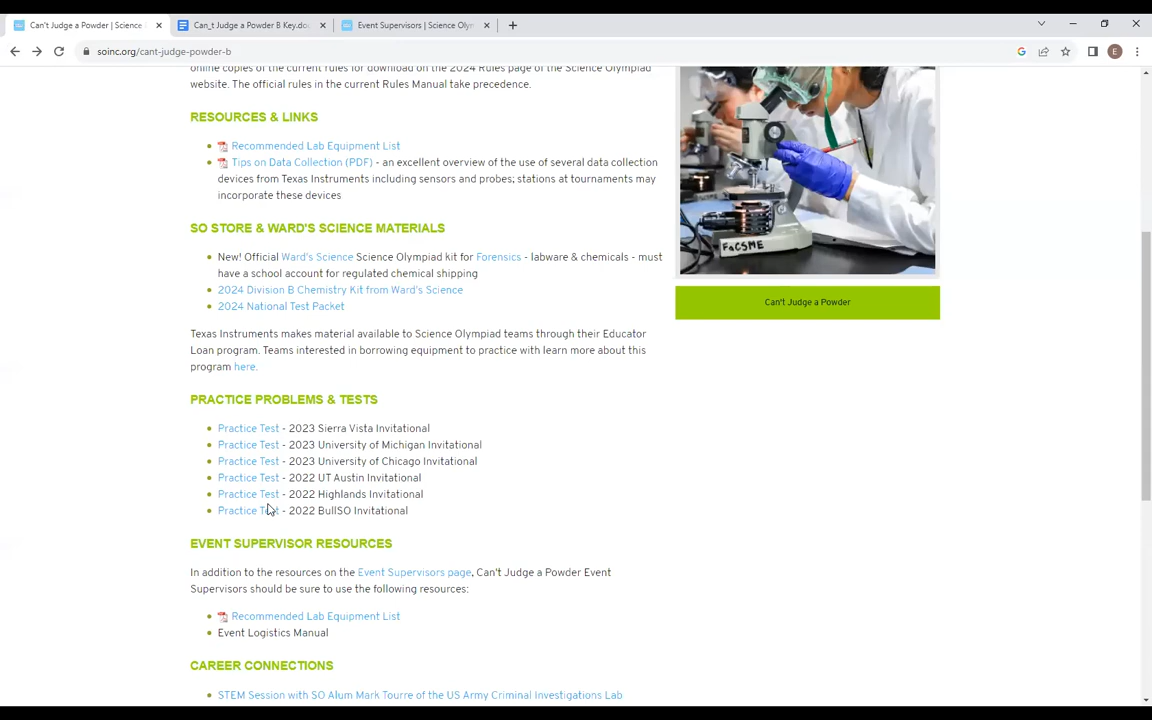 Can't Judge a Powder | Science
Can_t Judge a Powder B Key.do
Event Supervisors | Science Olym
soinc.org/cant-judge-powder-b
E
online copies of the current rules for download on the 2024 Rules page of the Science Olympiad
website. The official rules in the current Rules Manual take precedence.
RESOURCES & LINKS
Recommended Lab Equipment List
Tips on Data Collection (PDF) - an excellent overview of the use of several data collection
devices from Texas Instruments including sensors and probes; stations at tournaments may
incorporate these devices
SO STORE & WARD'S SCIENCE MATERIALS
New! Official Ward's Science Science Olympiad kit for Forensics - labware & chemicals - must
have a school account for regulated chemical shipping
2024 Division B Chemistry Kit from Ward's Science
2024 National Test Packet
Texas Instruments makes material available to Science Olympiad teams through their Educator
Loan program. Teams interested in borrowing equipment to practice with learn more about this
program here.
PRACTICE PROBLEMS & TESTS
Practice Test - 2023 Sierra Vista Invitational
Practice Test - 2023 University of Michigan Invitational
Practice Test - 2023 University of Chicago Invitational
Practice Test - 2022 UT Austin Invitational
Practice Test - 2022 Highlands Invitational
Practice Test - 2022 BullSO Invitational
EVENT SUPERVISOR RESOURCES
In addition to the resources on the Event Supervisors page, Can't Judge a Powder Event
Supervisors should be sure to use the following resources:
Recommended Lab Equipment List
Event Logistics Manual
CAREER CONNECTIONS
STEM Session with SO Alum Mark Tourre of the US Army Criminal Investigations Lab
FaCSME
Can't Judge a Powder